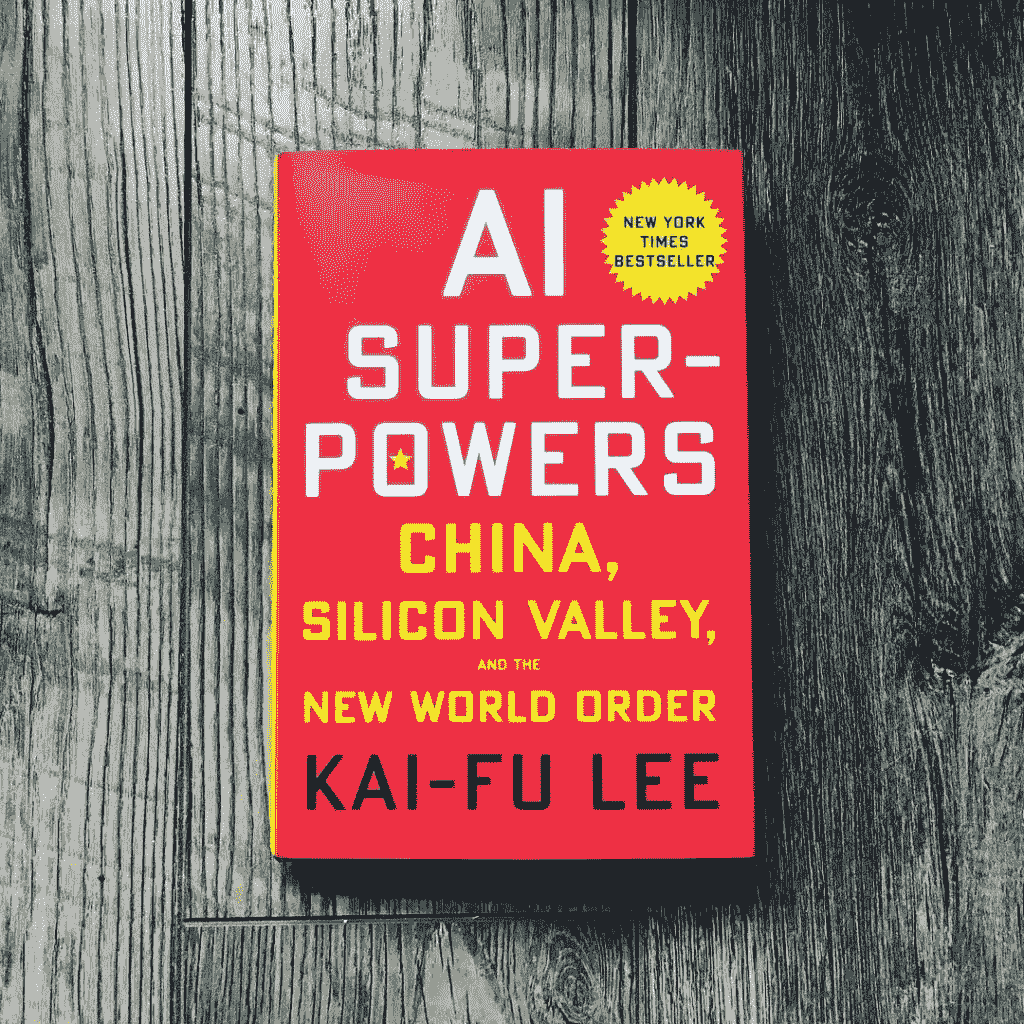 AI
NEW YORK
TIMES
BESTSELLER
SUPER-
POWERS
CHINA,
SILICON VALLEY,
AND THE
NEW WORLD ORDER
KAI-FU LEE